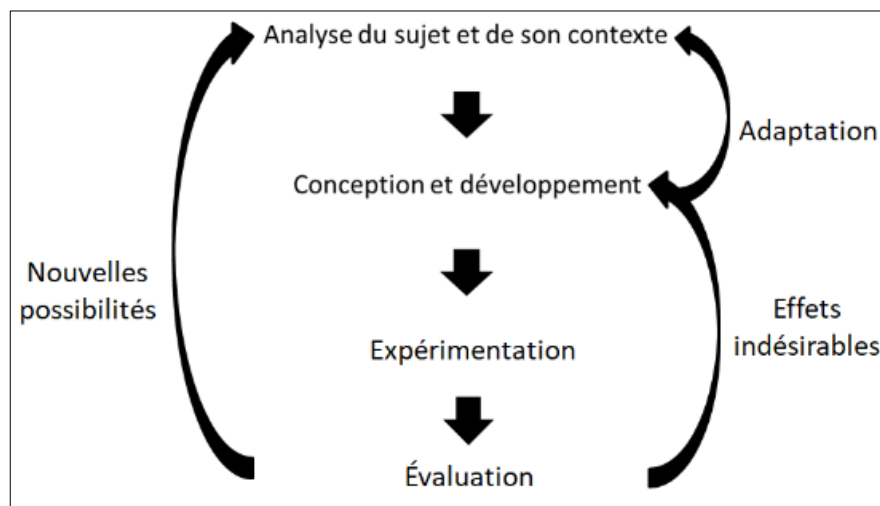 Analyse du sujet et de son contexte
Adaptation
Conception et développement
Nouvelles
possibilités
Effets
indésirables
Expérimentation
Évaluation